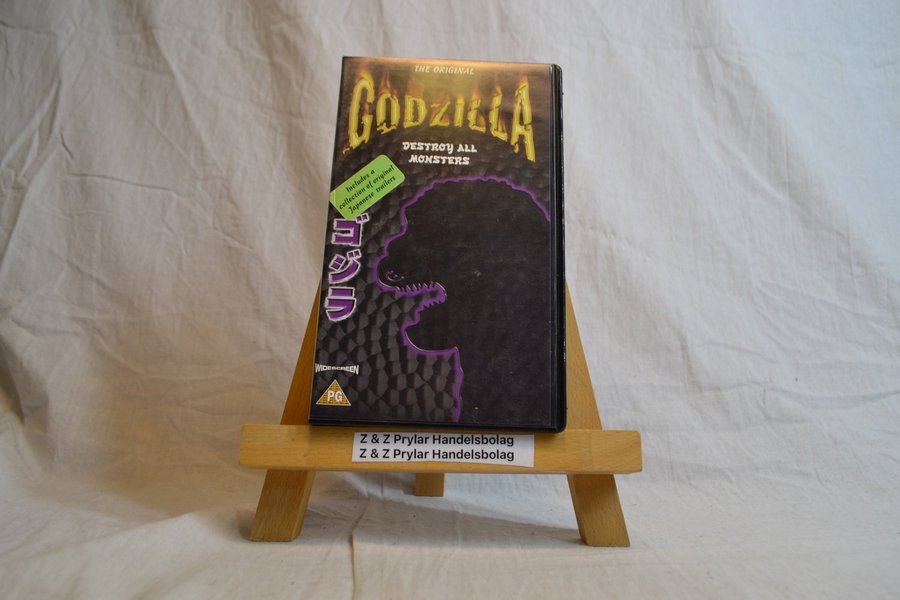 THE ORIGINAL
GODZILLA
DESTROY ALL
MONSTERS
Includes a
collection of original
Japanese trailers
ゴジラ
WIDESCREEN
PG
Z & Z Prylar Handelsbolag
Z & Z Prylar Handelsbolag